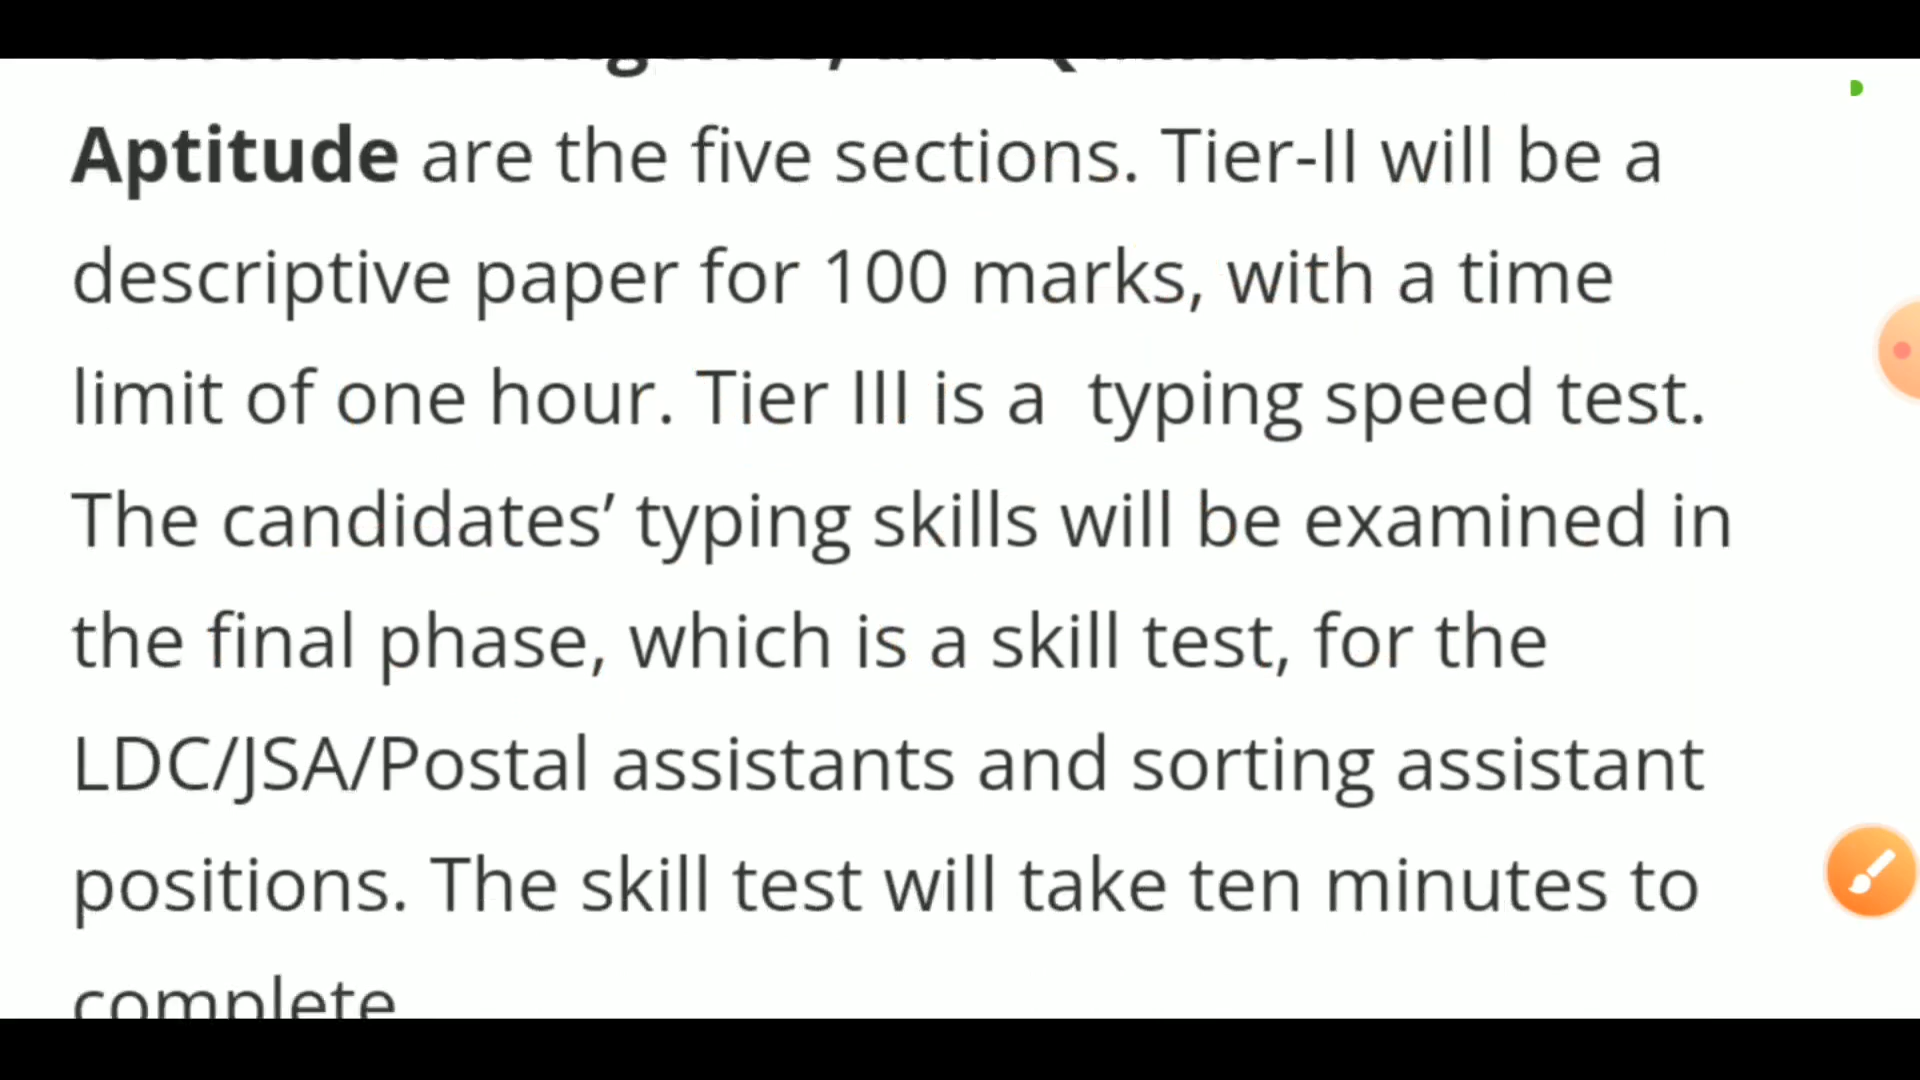 Aptitude are the five sections. Tier-II will be a
descriptive paper for 100 marks, with a time
limit of one hour. Tier III is a  typing speed test.
The candidates’ typing skills will be examined in
the final phase, which is a skill test, for the
LDC/JSA/Postal assistants and sorting assistant
positions. The skill test will take ten minutes to
complete